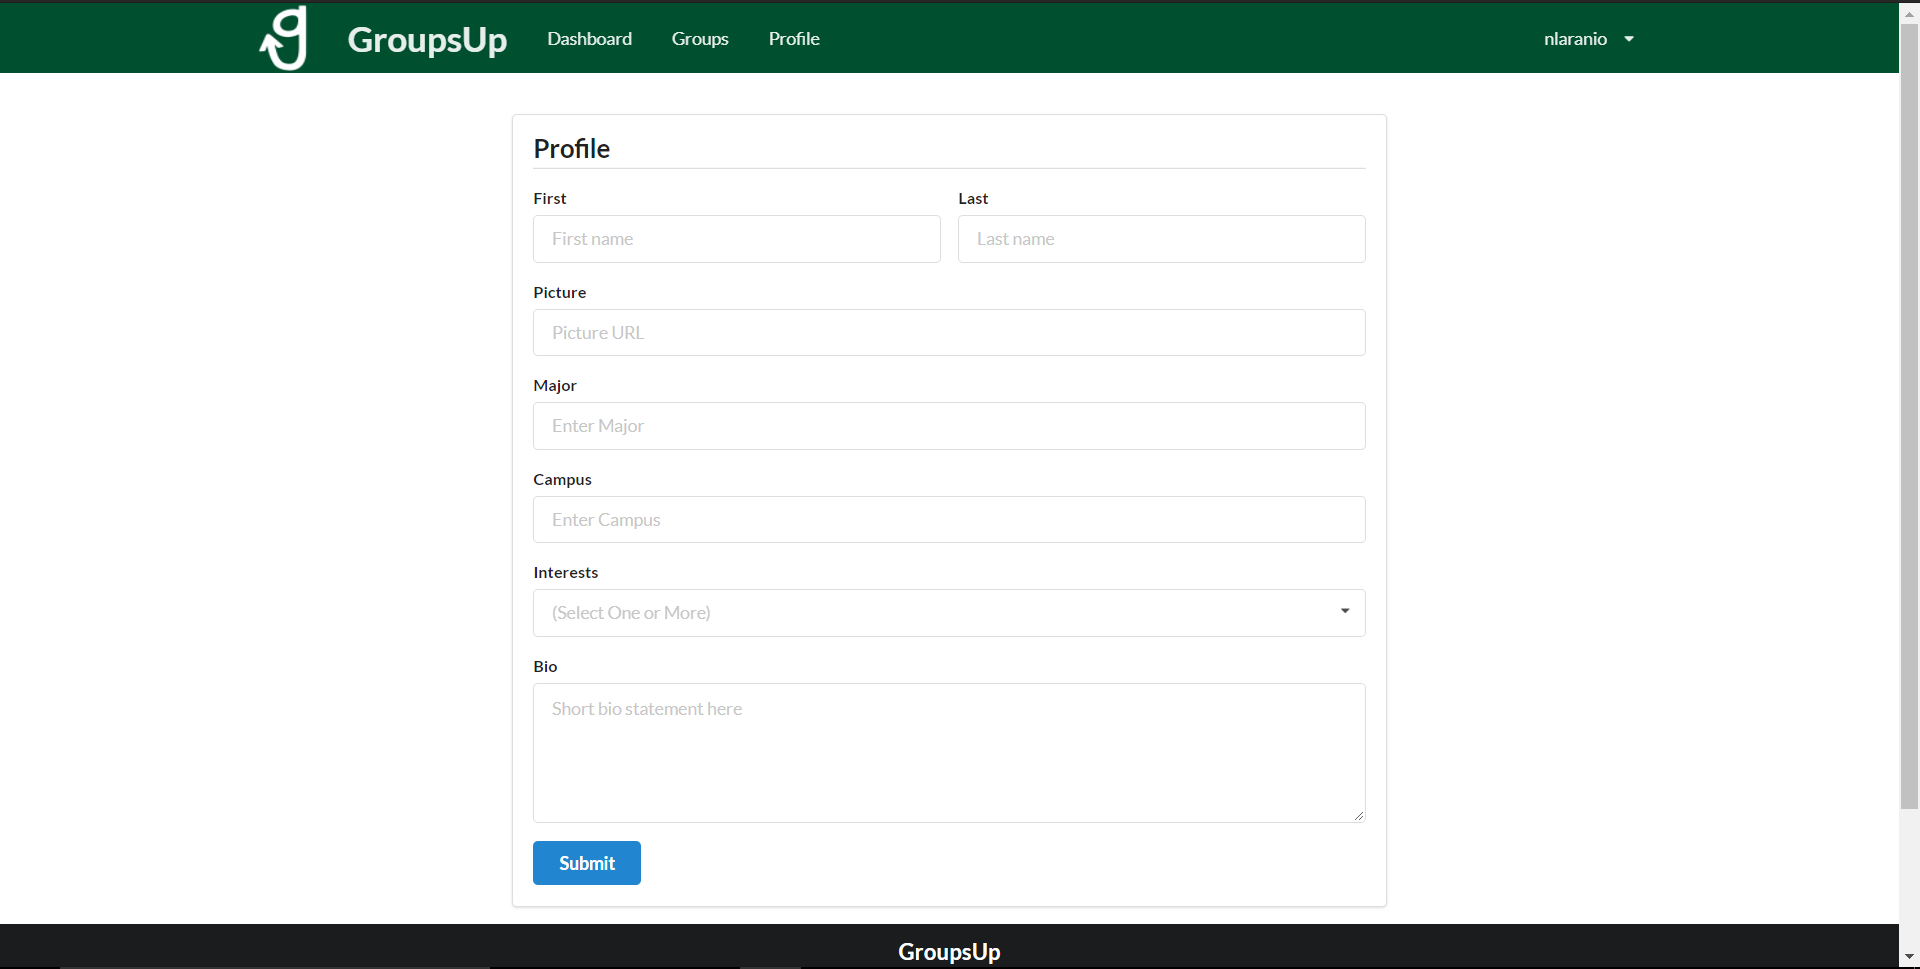 GroupsUp Dashboard Groups Profile nlaranio
Profile
First Last
First name Last name
Picture
Picture URL
Major
Enter Major
Campus
Enter Campus
Interests
(Select One or More)
Bio
Short bio statement here
Submit
GroupsUp